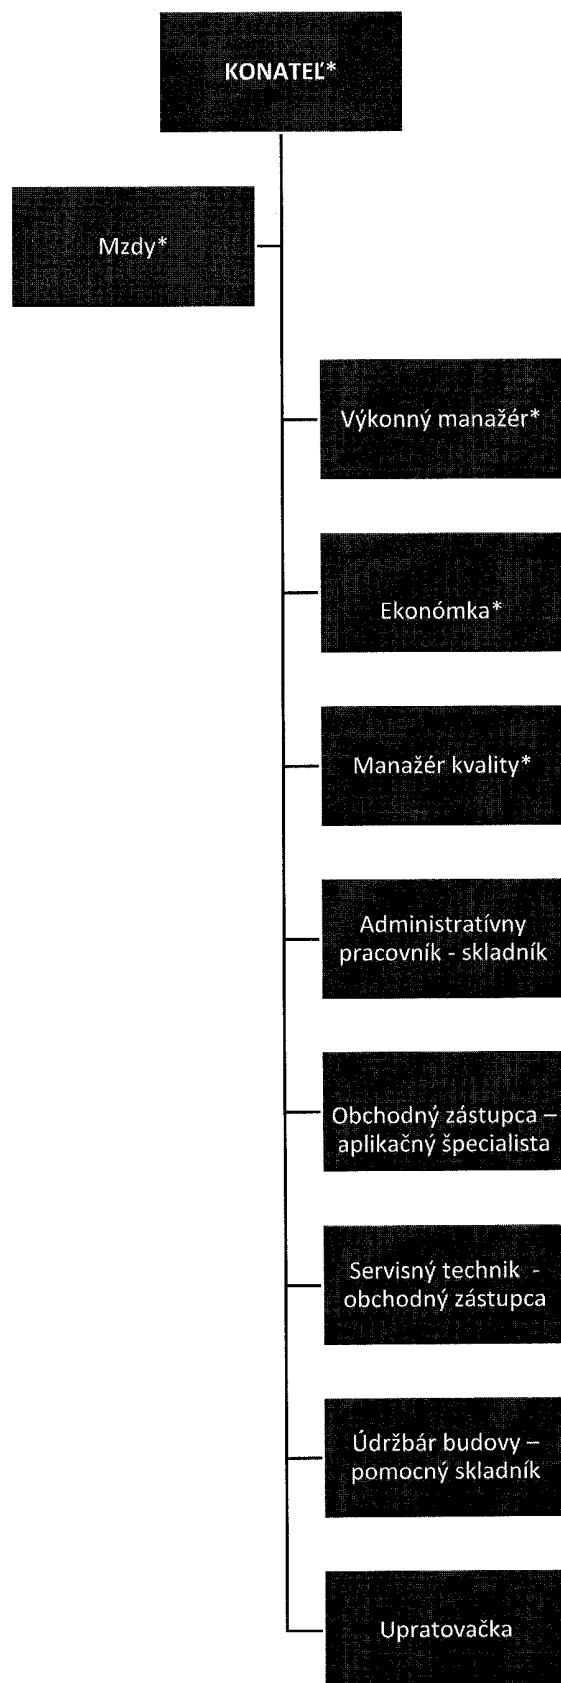 KONATEĽ*
Mzdy*
Výkonný manažér*
Ekonómka*
Manažér kvality*
Administratívny
pracovník - skladník
Obchodný zástupca –
aplikačný špecialista
Servisný technik -
obchodný zástupca
Údržbár budovy –
pomocný skladník
Upratovačka